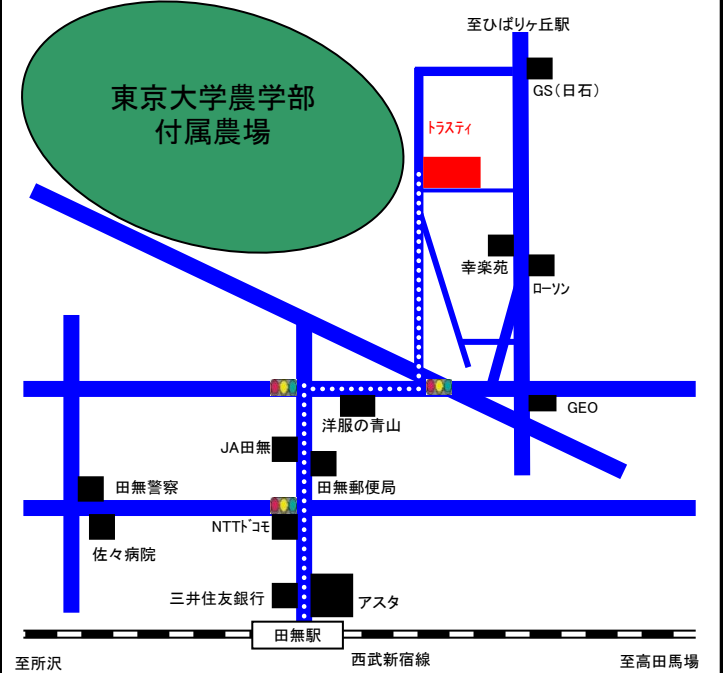 至ひばりヶ丘駅
東京大学農学部
付属農場
GS(日石)
ﾄﾗｽﾃｨ
幸楽苑
ﾛｰｿﾝ
GEO
洋服の青山
JA田無
田無郵便局
田無警察
NTTﾄﾞｺﾓ
佐々病院
三井住友銀行
アスタ
田無駅
至所沢
西武新宿線
至高田馬場